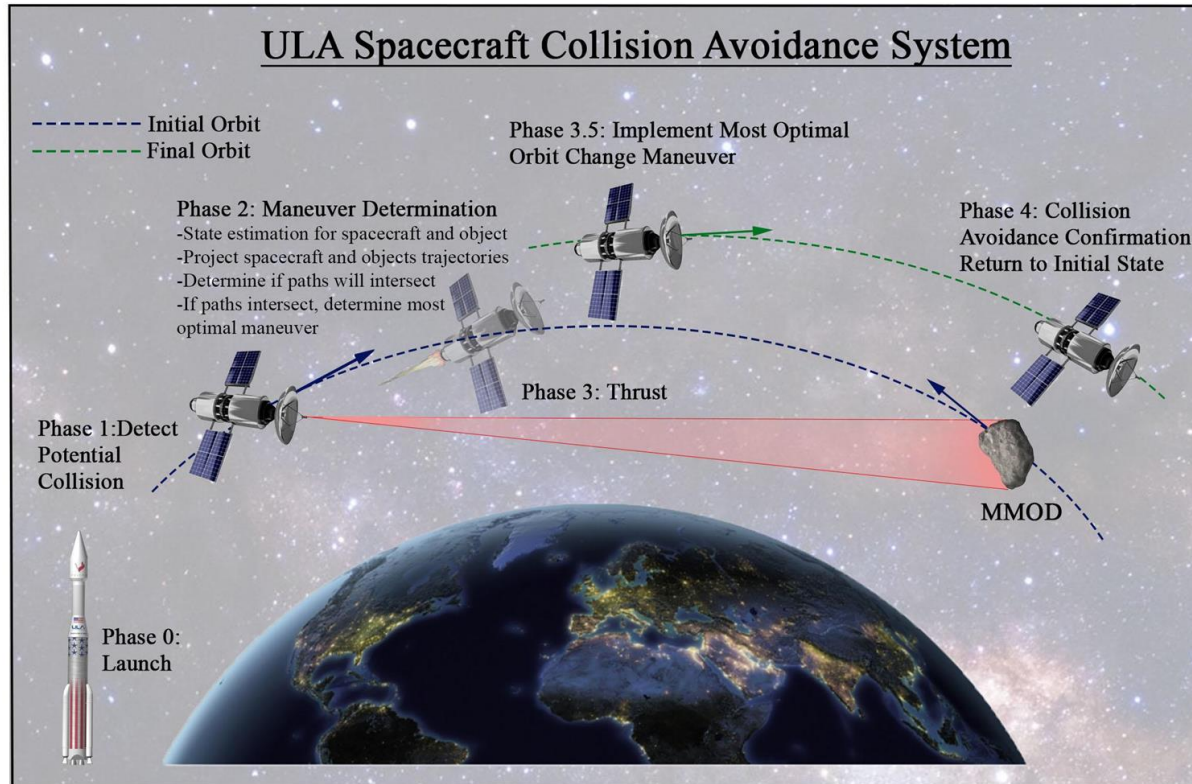 ULA Spacecraft Collision Avoidance System
Initial Orbit
Final Orbit
Phase 3.5: Implement Most Optimal
Orbit Change Maneuver
Phase 2: Maneuver Determination
-State estimation for spacecraft and object
-Project spacecraft and objects trajectories
-Determine if paths will intersect
-If paths intersect, determine most
optimal maneuver
Phase 4: Collision
Avoidance Confirmation
Return to Initial State
Phase 3: Thrust
Phase 1:Detect
Potential
Collision
MMOD
Phase 0:
Launch
ULA